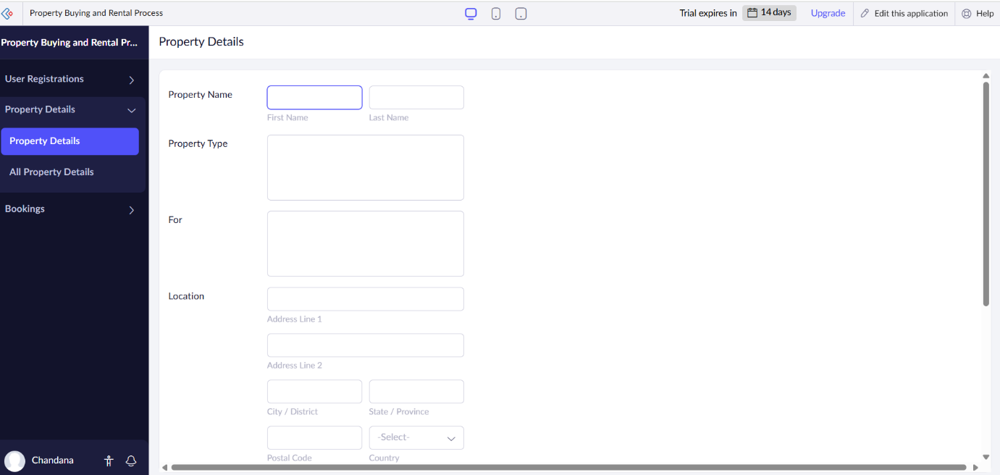 Property Buying and Rental Process
Trial expires in 14 days Upgrade Edit this application Help
Property Buying and Rental Pr...
Property Details
User Registrations
Property Details
Property Details
All Property Details
Bookings
Chandana
Property Name
First Name Last Name
Property Type
For
Location
Address Line 1
Address Line 2
City / District State / Province
-Select-
Postal Code Country